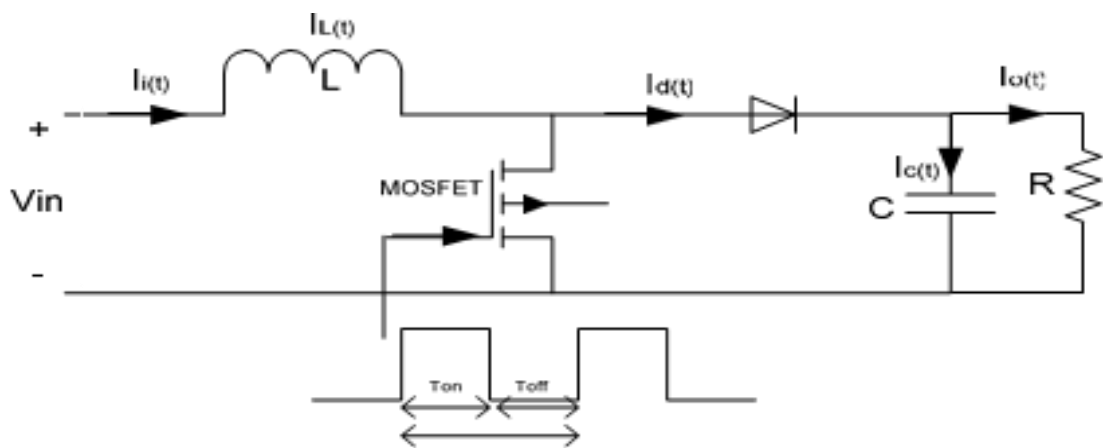 IL(t)
L
Ii(t)
Id(t)
Io(t)
+
Vin
-
MOSFET
Ic(t)
C
R
Ton
Toff